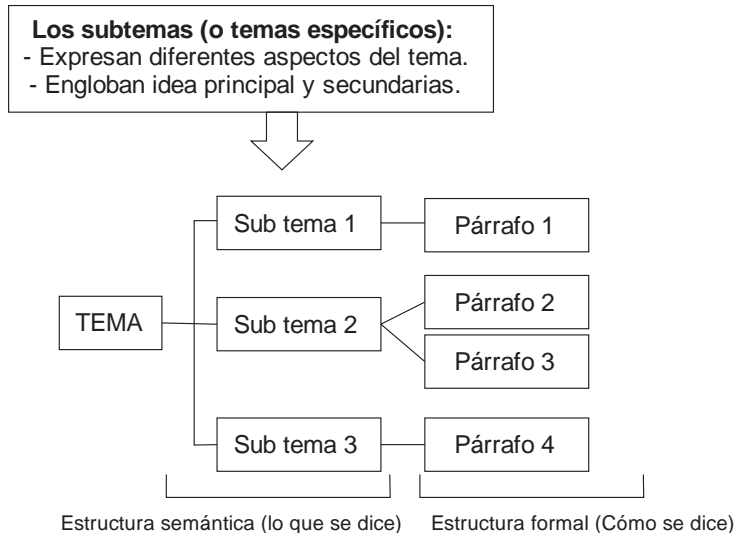 Los subtemas (o temas específicos):
- Expresan diferentes aspectos del tema.
- Engloban idea principal y secundarias.
Sub tema 1
Párrafo 1
TEMA
Sub tema 2
Párrafo 2
Párrafo 3
Sub tema 3
Párrafo 4
Estructura semántica (lo que se dice)
Estructura formal (Cómo se dice)